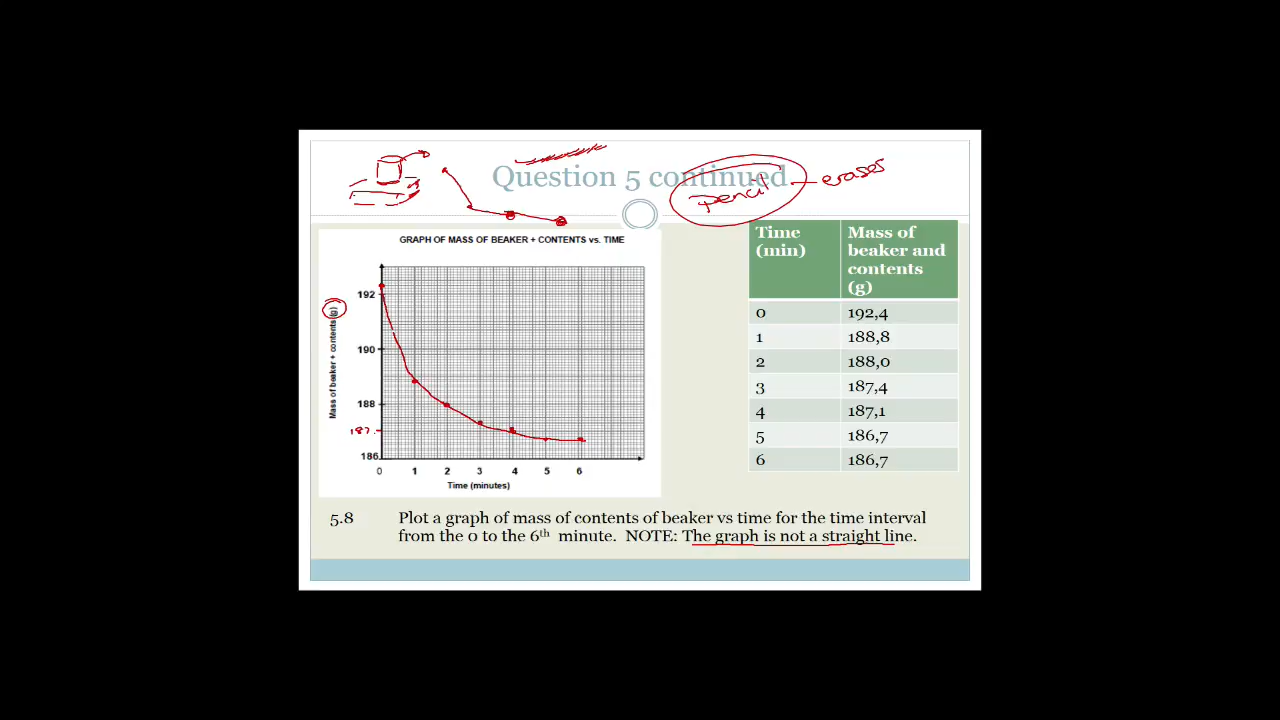 Question 5 continued
pencil - erases
GRAPH OF MASS OF BEAKER + CONTENTS vs. TIME
Mass of beaker + contents (g)
192
190
188
187
186
0 1 2 3 4 5 6
Time (minutes)
Time (min) Mass of beaker and contents (g)
0 192,4
1 188,8
2 188,0
3 187,4
4 187,1
5 186,7
6 186,7
5.8 Plot a graph of mass of contents of beaker vs time for the time interval
from the 0 to the 6th minute. NOTE: The graph is not a straight line.